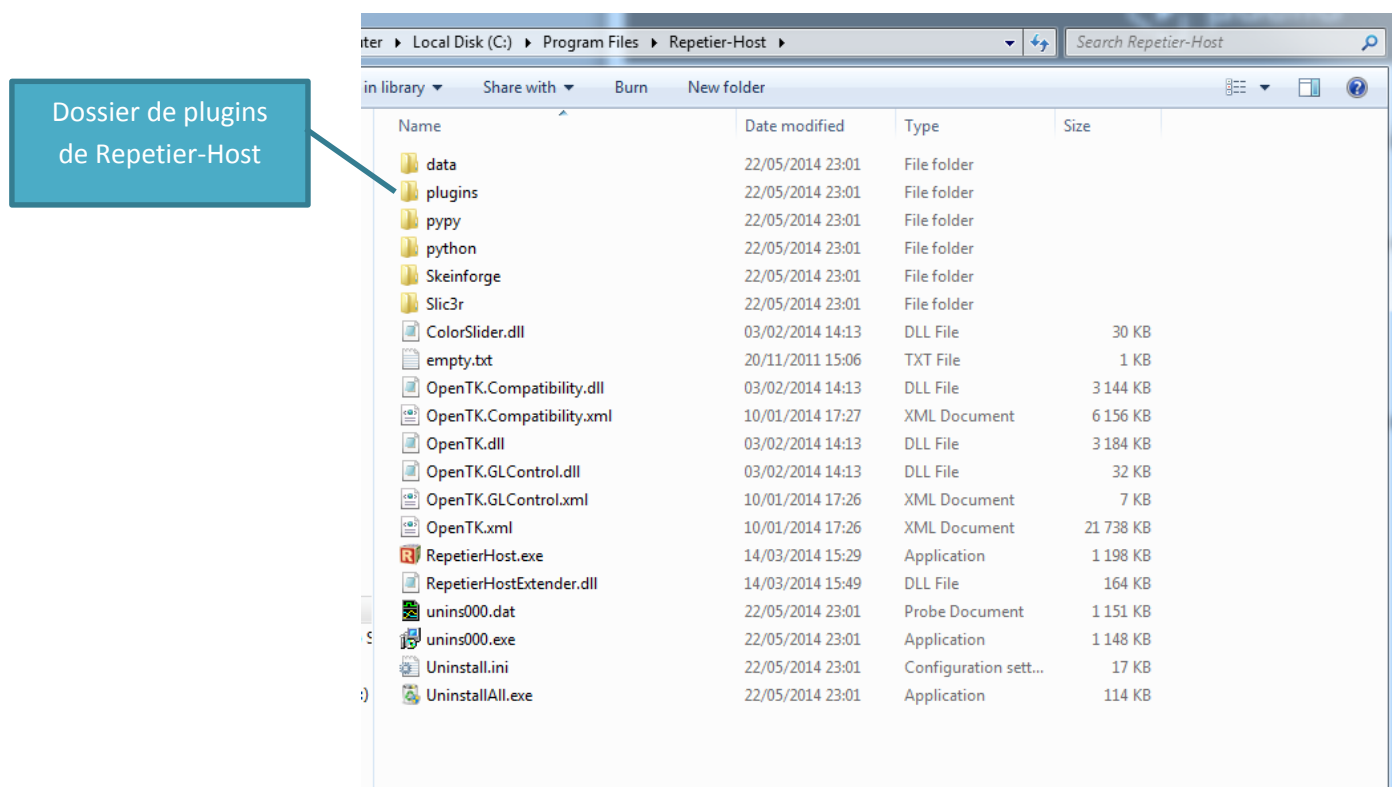 Dossier de plugins
de Repetier-Host
uter ▸ Local Disk (C:) ▸ Program Files ▸ Repetier-Host ▸ Search Repetier-Host
in library Share with Burn New folder
Name Date modified Type Size
data 22/05/2014 23:01 File folder
plugins 22/05/2014 23:01 File folder
pypy 22/05/2014 23:01 File folder
python 22/05/2014 23:01 File folder
Skeinforge 22/05/2014 23:01 File folder
Slic3r 22/05/2014 23:01 File folder
ColorSlider.dll 03/02/2014 14:13 DLL File 30 KB
empty.txt 20/11/2011 15:06 TXT File 1 KB
OpenTK.Compatibility.dll 03/02/2014 14:13 DLL File 3 144 KB
OpenTK.Compatibility.xml 10/01/2014 17:27 XML Document 6 156 KB
OpenTK.dll 03/02/2014 14:13 DLL File 3 184 KB
OpenTK.GLControl.dll 03/02/2014 14:13 DLL File 32 KB
OpenTK.GLControl.xml 10/01/2014 17:26 XML Document 7 KB
OpenTK.xml 10/01/2014 17:26 XML Document 21 738 KB
RepetierHost.exe 14/03/2014 15:29 Application 1 198 KB
RepetierHostExtender.dll 14/03/2014 15:49 DLL File 164 KB
unins000.dat 22/05/2014 23:01 Probe Document 1 151 KB
unins000.exe 22/05/2014 23:01 Application 1 148 KB
Uninstall.ini 22/05/2014 23:01 Configuration sett... 17 KB
:) UninstallAll.exe 22/05/2014 23:01 Application 114 KB